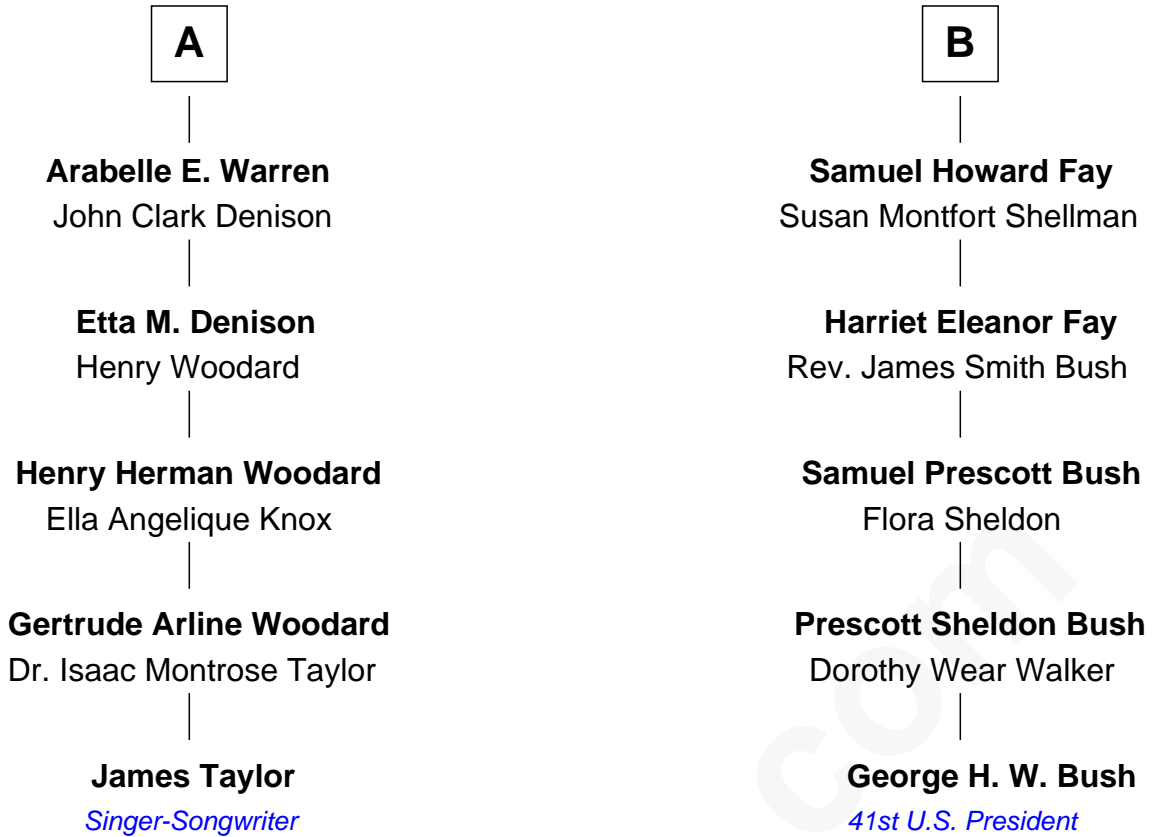 A
Arabelle E. Warren
John Clark Denison
Etta M. Denison
Henry Woodard
Henry Herman Woodard
Ella Angelique Knox
Gertrude Arline Woodard
Dr. Isaac Montrose Taylor
James Taylor
Singer-Songwriter
B
Samuel Howard Fay
Susan Montfort Shellman
Harriet Eleanor Fay
Rev. James Smith Bush
Samuel Prescott Bush
Flora Sheldon
Prescott Sheldon Bush
Dorothy Wear Walker
George H. W. Bush
41st U.S. President
com